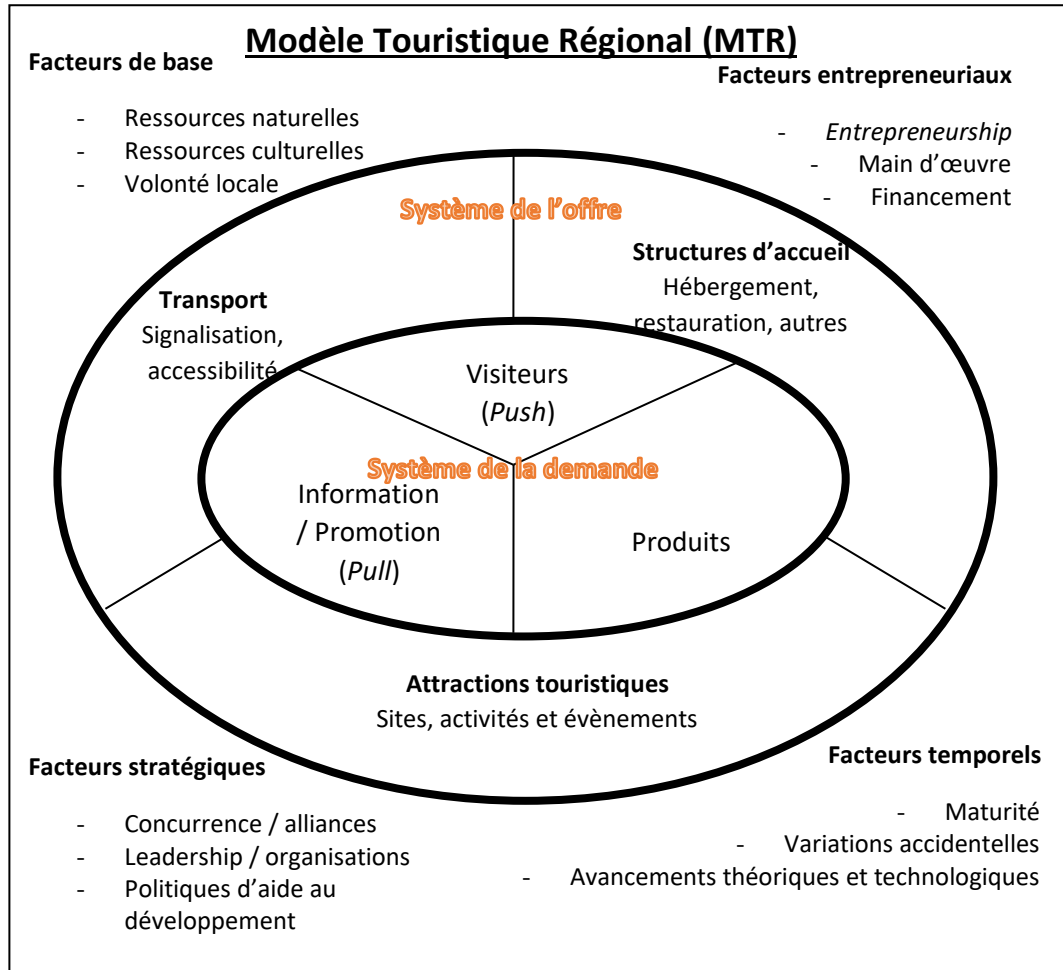 Modèle Touristique Régional (MTR)
Facteurs de base
- Ressources naturelles
- Ressources culturelles
- Volonté locale
Facteurs entrepreneuriaux
- Entrepreneurship
- Main d’œuvre
- Financement
Système de l’offre
Transport
Signalisation,
accessibilité
Structures d’accueil
Hébergement,
restauration, autres
Visiteurs
(Push)
Système de la demande
Information
/ Promotion
(Pull)
Produits
Attractions touristiques
Sites, activités et évènements
Facteurs stratégiques
- Concurrence / alliances
- Leadership / organisations
- Politiques d’aide au
développement
Facteurs temporels
- Maturité
- Variations accidentelles
- Avancements théoriques et technologiques